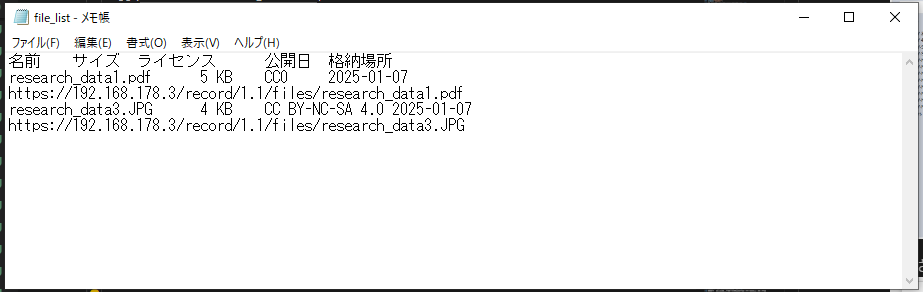 file_list - メモ帳
ファイル(F) 編集(E) 書式(O) 表示(V) ヘルプ(H)
名前 サイズ ライセンス 公開日 格納場所
research_data1.pdf 5 KB CC0 2025-01-07
https://192.168.178.3/record/1.1/files/research_data1.pdf
research_data3.JPG 4 KB CC BY-NC-SA 4.0 2025-01-07
https://192.168.178.3/record/1.1/files/research_data3.JPG